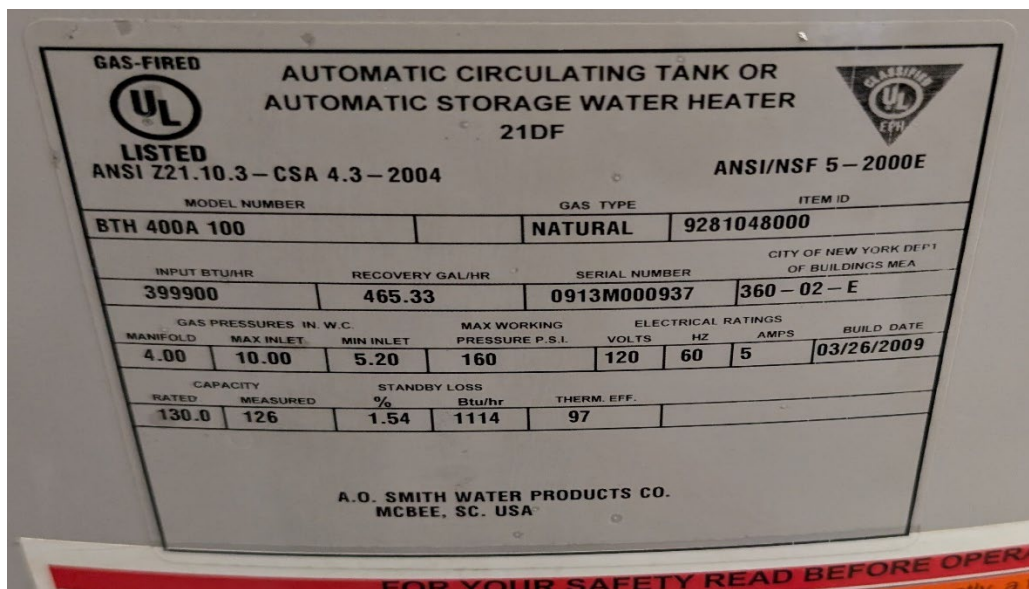 GAS-FIRED
UL
®
LISTED
AUTOMATIC CIRCULATING TANK OR
AUTOMATIC STORAGE WATER HEATER
21DF
CLASSIFIED
UL
EPH
ANSI Z21.10.3-CSA 4.3-2004
ANSI/NSF 5-2000E
MODEL NUMBER GAS TYPE ITEM ID
BTH 400A 100 NATURAL 9281048000
INPUT BTU/HR RECOVERY GAL/HR SERIAL NUMBER CITY OF NEW YORK DEPT
OF BUILDINGS MEA
399900 465.33 0913M000937 360-02-E
GAS PRESSURES IN. W.C. MAX WORKING ELECTRICAL RATINGS
MANIFOLD MAX INLET MIN INLET PRESSURE P.S.I. VOLTS HZ AMPS BUILD DATE
4.00 10.00 5.20 160 120 60 5 03/26/2009
CAPACITY STANDBY LOSS
RATED MEASURED % Btu/hr THERM. EFF.
130.0 126 1.54 1114 97
A.O. SMITH WATER PRODUCTS CO.
MCBEE, SC. USA
FOR YOUR SAFETY READ BEFORE OPERA